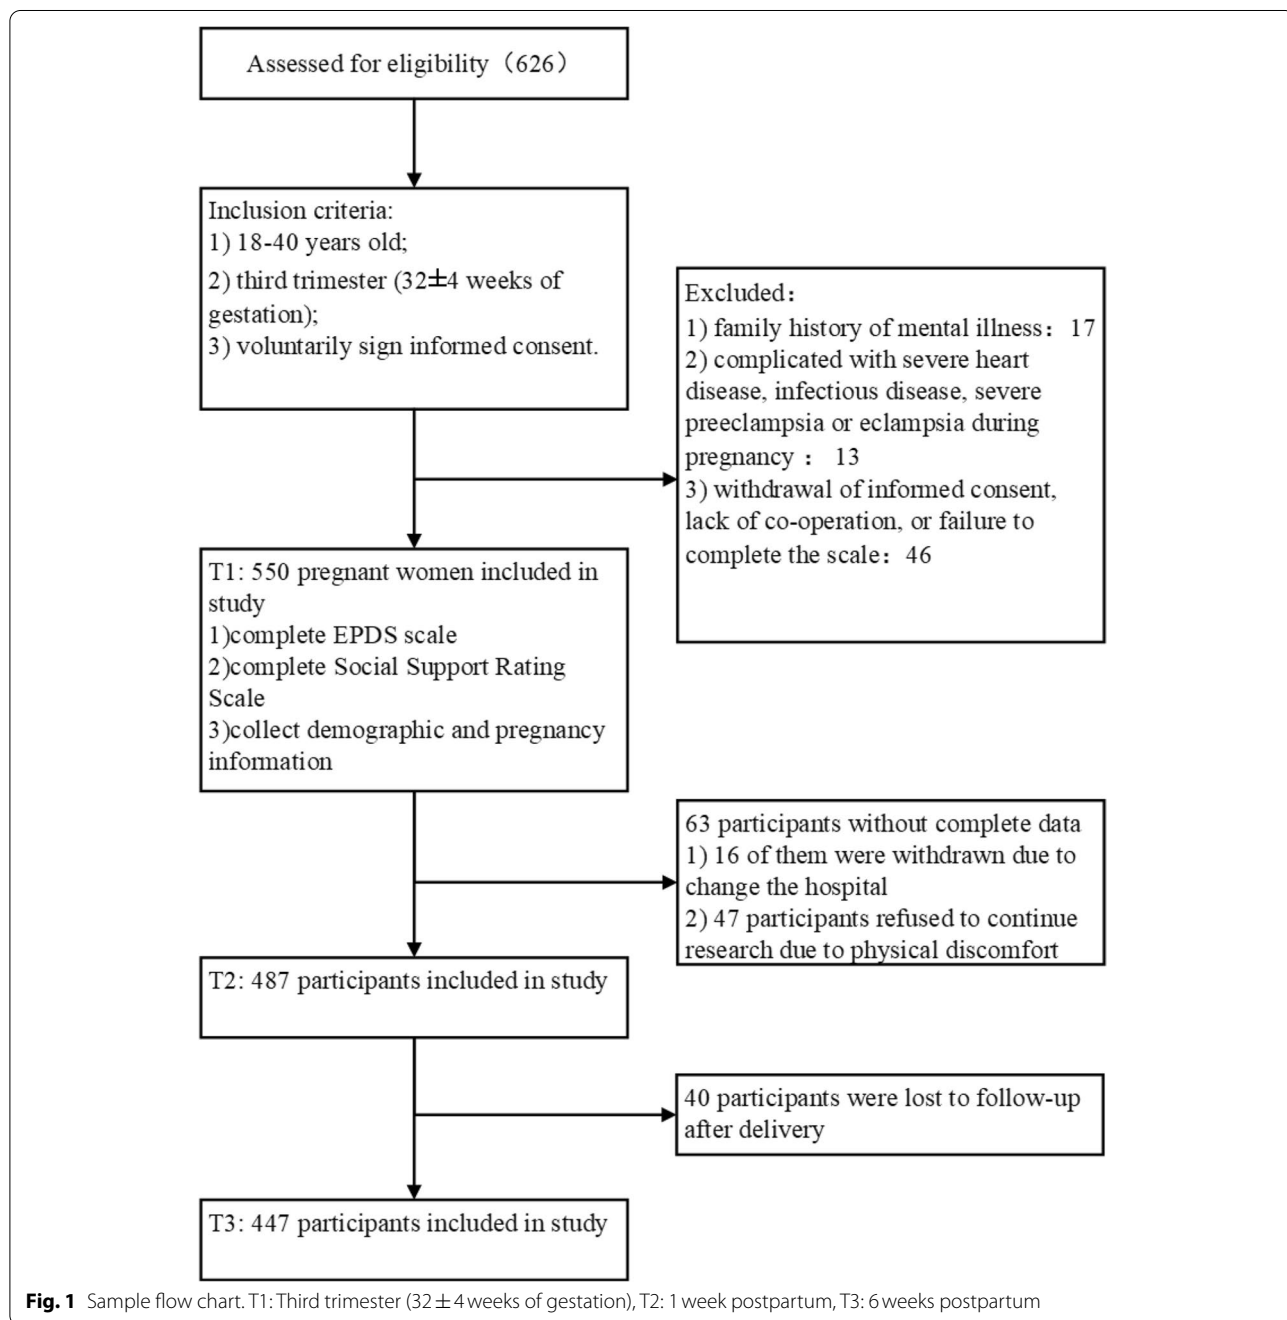 Assessed for eligibility（626）
Inclusion criteria:
1) 18-40 years old;
2) third trimester (32±4 weeks of
gestation);
3) voluntarily sign informed consent.
Excluded：
1) family history of mental illness：17
2) complicated with severe heart
disease, infectious disease, severe
preeclampsia or eclampsia during
pregnancy ： 13
3) withdrawal of informed consent,
lack of co-operation, or failure to
complete the scale：46
T1: 550 pregnant women included in
study
1)complete EPDS scale
2)complete Social Support Rating
Scale
3)collect demographic and pregnancy
information
63 participants without complete data
1) 16 of them were withdrawn due to
change the hospital
2) 47 participants refused to continue
research due to physical discomfort
T2: 487 participants included in study
40 participants were lost to follow-up
after delivery
T3: 447 participants included in study
Fig. 1 Sample flow chart. T1: Third trimester (32 ± 4 weeks of gestation), T2: 1 week postpartum, T3: 6 weeks postpartum